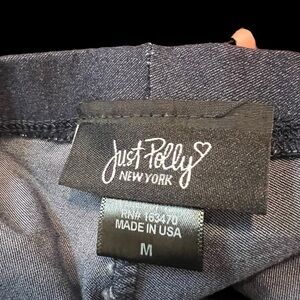 Just Polly♡
NEW YORK
RN# 163470
MADE IN USA
M